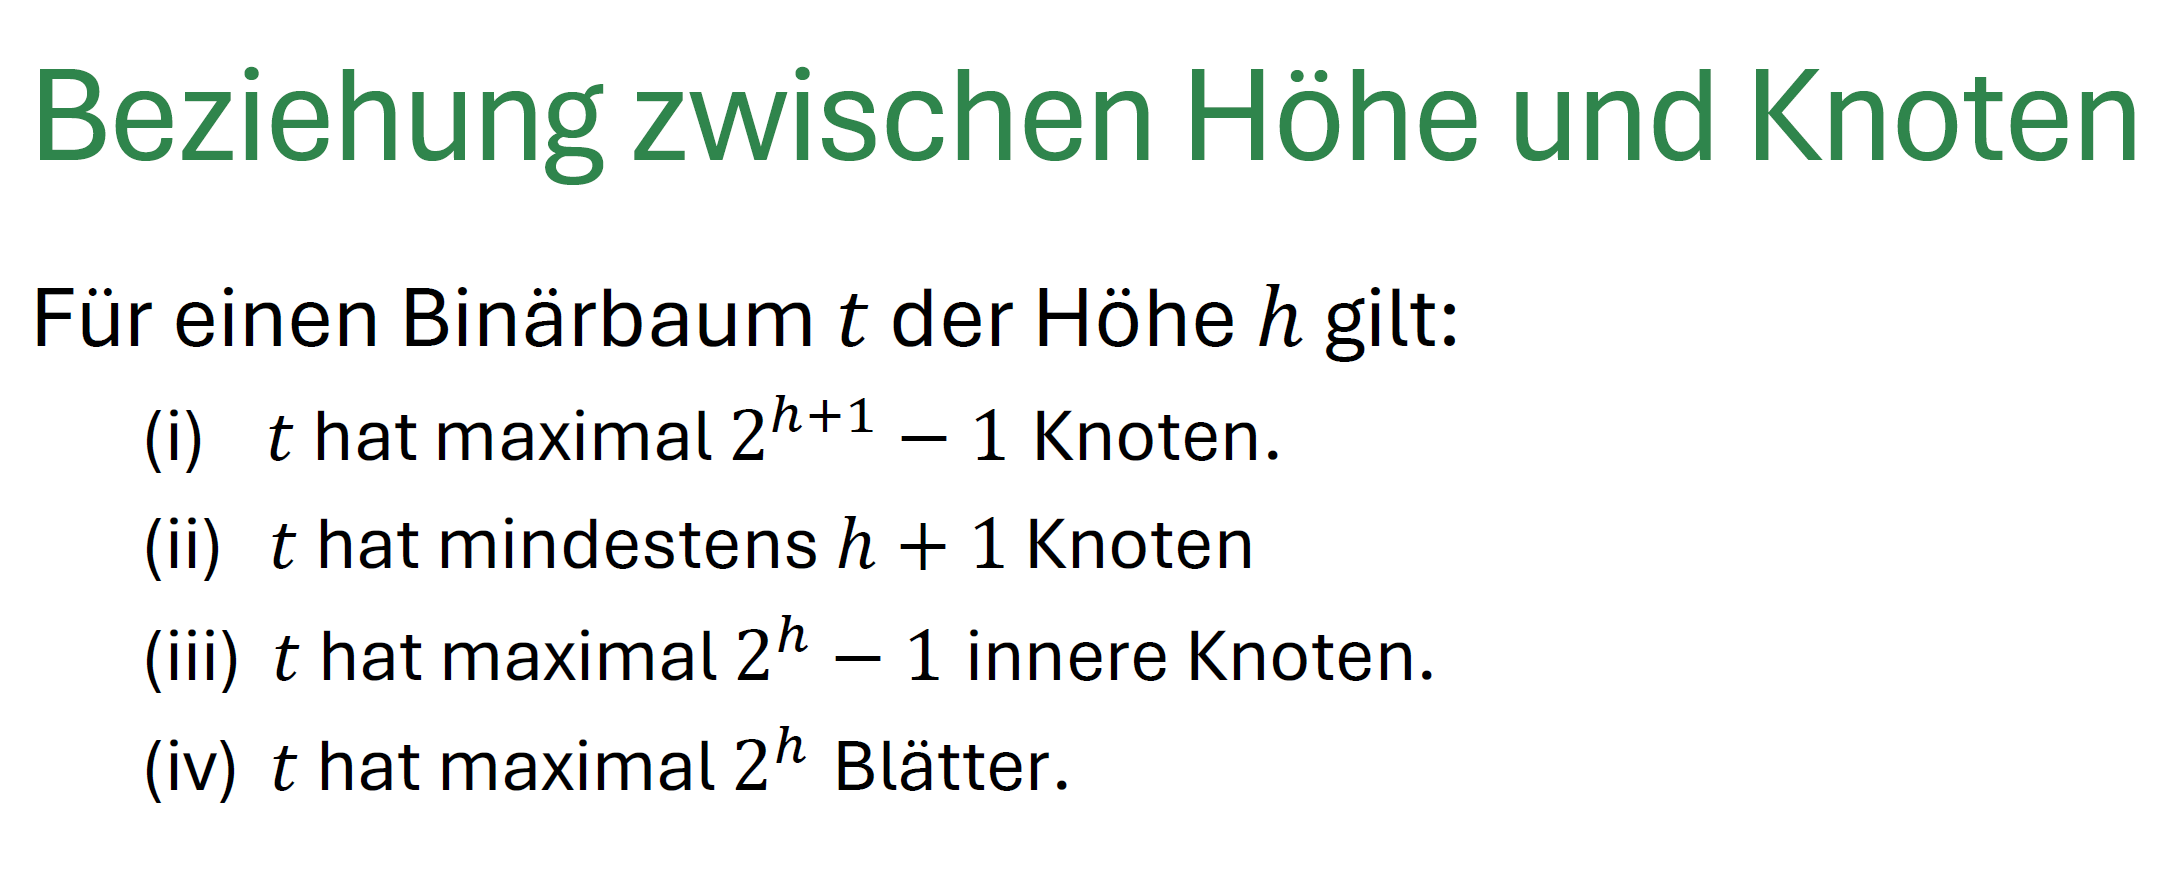 Beziehung zwischen Höhe und Knoten
Für einen Binärbaum t der Höhe h gilt:
(i) t hat maximal 2^{h+1} − 1 Knoten.
(ii) t hat mindestens h + 1 Knoten
(iii) t hat maximal 2^h − 1 innere Knoten.
(iv) t hat maximal 2^h Blätter.